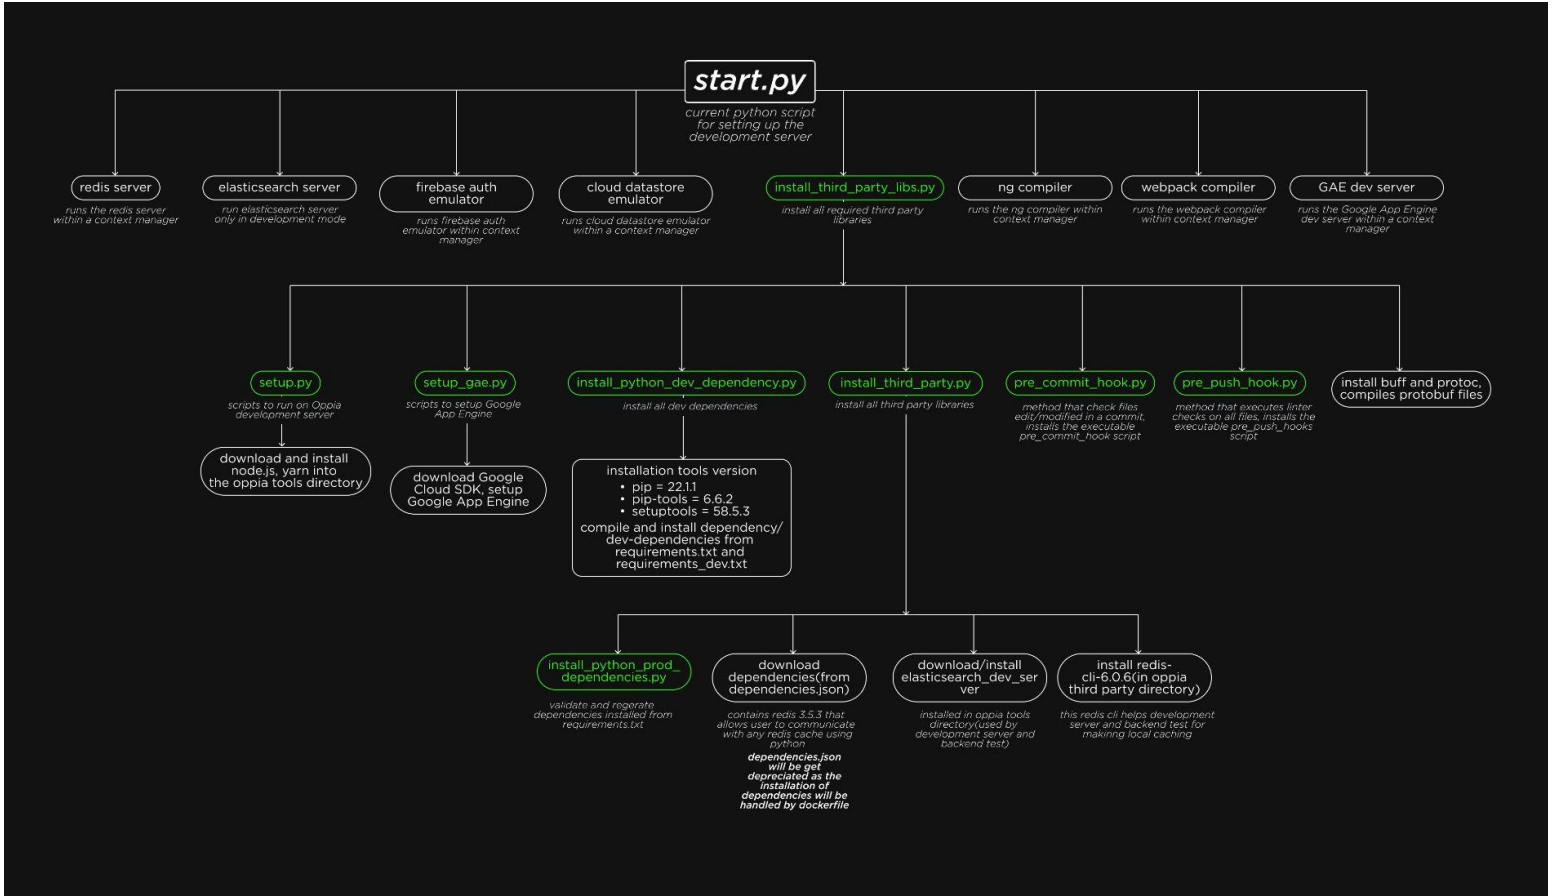 start.py
current python script
for setting up the
development server
redis server
runs the redis server
within a context manager
elasticsearch server
run elasticsearch server
only in development mode
firebase auth
emulator
runs firebase auth
emulator within context
manager
cloud datastore
emulator
runs cloud datastore emulator
within a context manager
install_third_party_libs.py
install all required third party
libraries
ng compiler
runs the ng compiler within
context manager
webpack compiler
runs the webpack compiler
within context manager
GAE dev server
runs the Google App Engine
dev server within a context
manager
setup.py
scripts to run on Oppia
development server
download and install
node.js, yarn into
the oppia tools directory
setup_gae.py
scripts to setup Google
App Engine
download Google
Cloud SDK, setup
Google App Engine
install_python_dev_dependency.py
install all dev dependencies
installation tools version
• pip = 22.1.1
• pip-tools = 6.6.2
• setuptools = 58.5.3
compile and install dependency/
dev-dependencies from
requirements.txt and
requirements_dev.txt
install_third_party.py
install all third party libraries
pre_commit_hook.py
method that check files
edit/modified in a commit,
installs the executable
pre_commit_hook script
pre_push_hook.py
method that executes linter
checks on all files, installs the
executable pre_push_hooks
script
install buff and protoc,
compiles protobuf files
install_python_prod_
dependencies.py
validate and regerate
dependencies installed from
requirements.txt
download
dependencies(from
dependencies.json)
contains redis 3.5.3 that
allows user to communicate
with any redis cache using
python
dependencies.json
will be get
depreciated as the
installation of
dependencies will be
handled by dockerfile
download/install
elasticsearch_dev_ser
ver
installed in oppia tools
directory(used by
development server and
backend test)
install redis-
cli-6.0.6(in oppia
third party directory)
this redis cli helps development
server and backend test for
makinng local caching